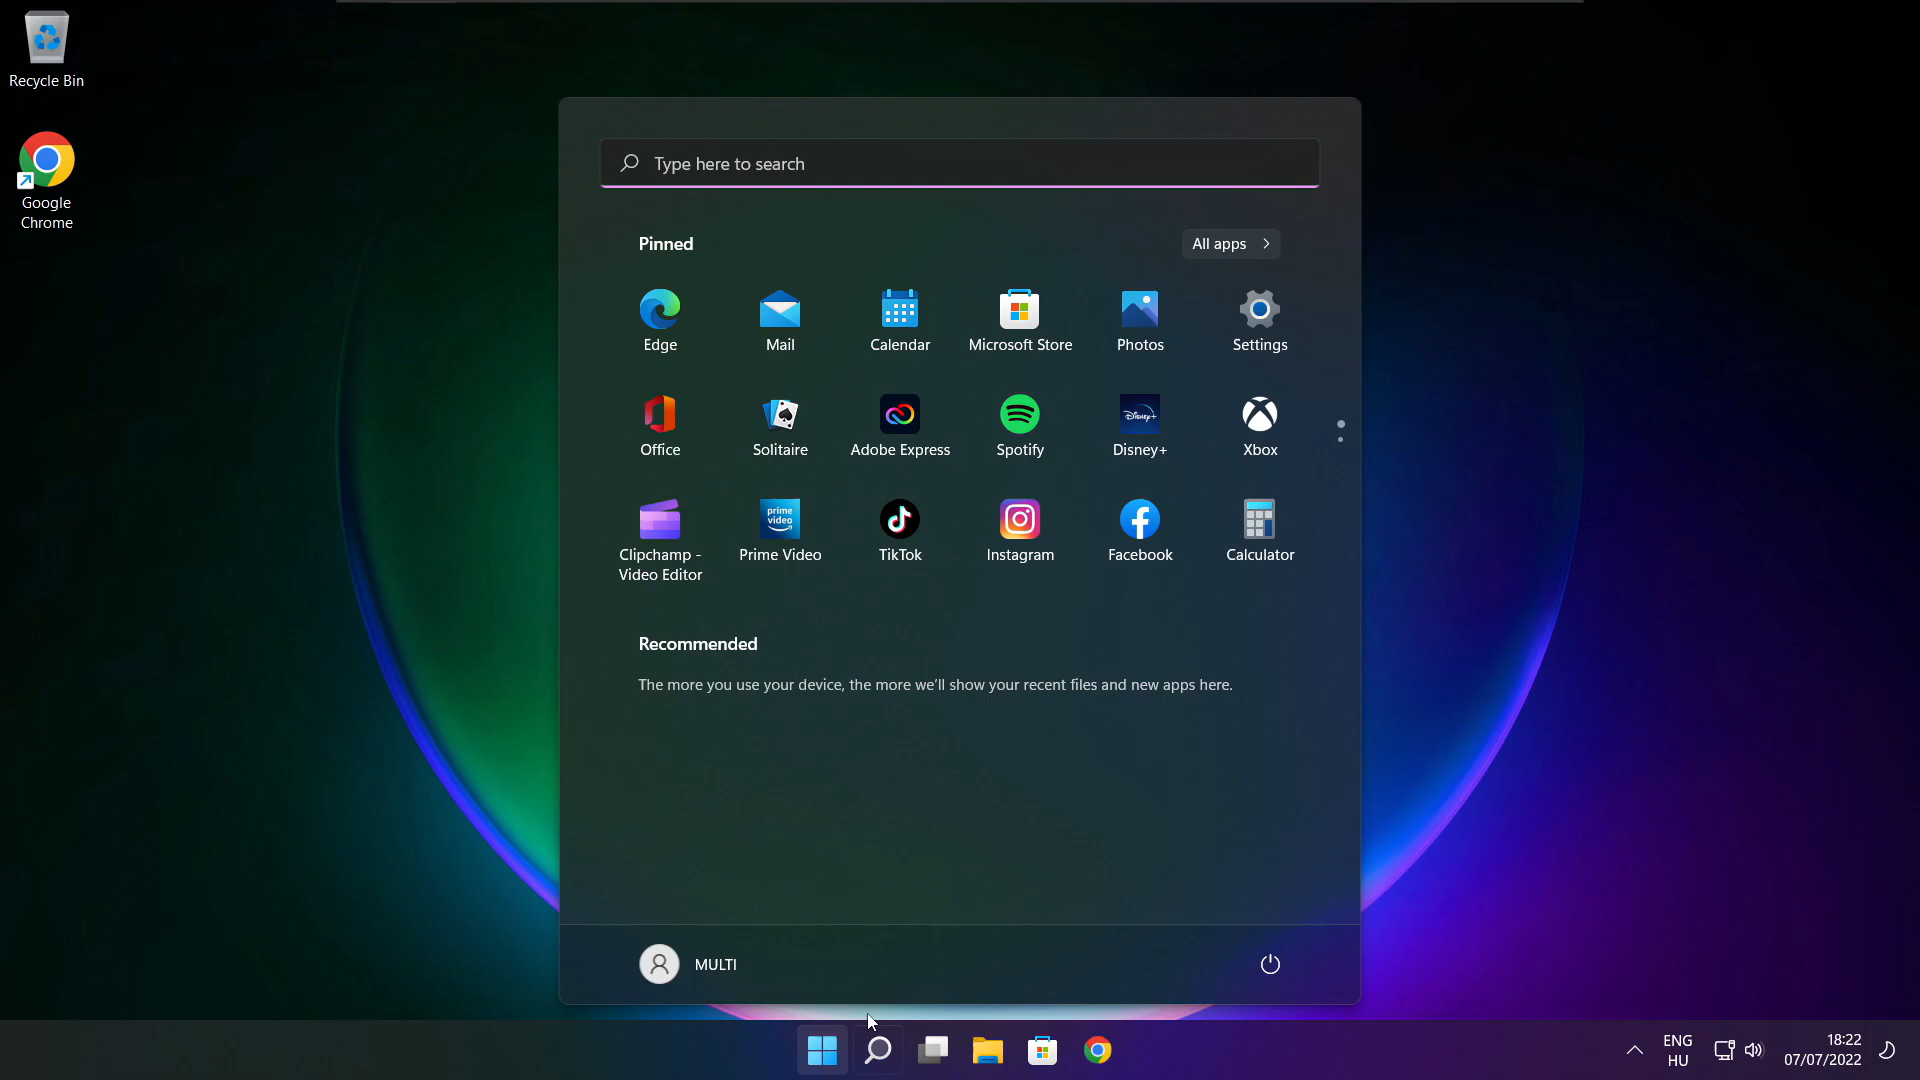 Recycle Bin
Google
Chrome
Type here to search
Pinned
All apps
Edge
Mail
Calendar
Microsoft Store
Photos
Settings
Office
Solitaire
Adobe Express
Spotify
Disney+
Disney+
Xbox
prime
video
Clipchamp -
Video Editor
Prime Video
TikTok
Instagram
Facebook
Calculator
Recommended
The more you use your device, the more we'll show your recent files and new apps here.
MULTI
ENG
HU
18:22
07/07/2022